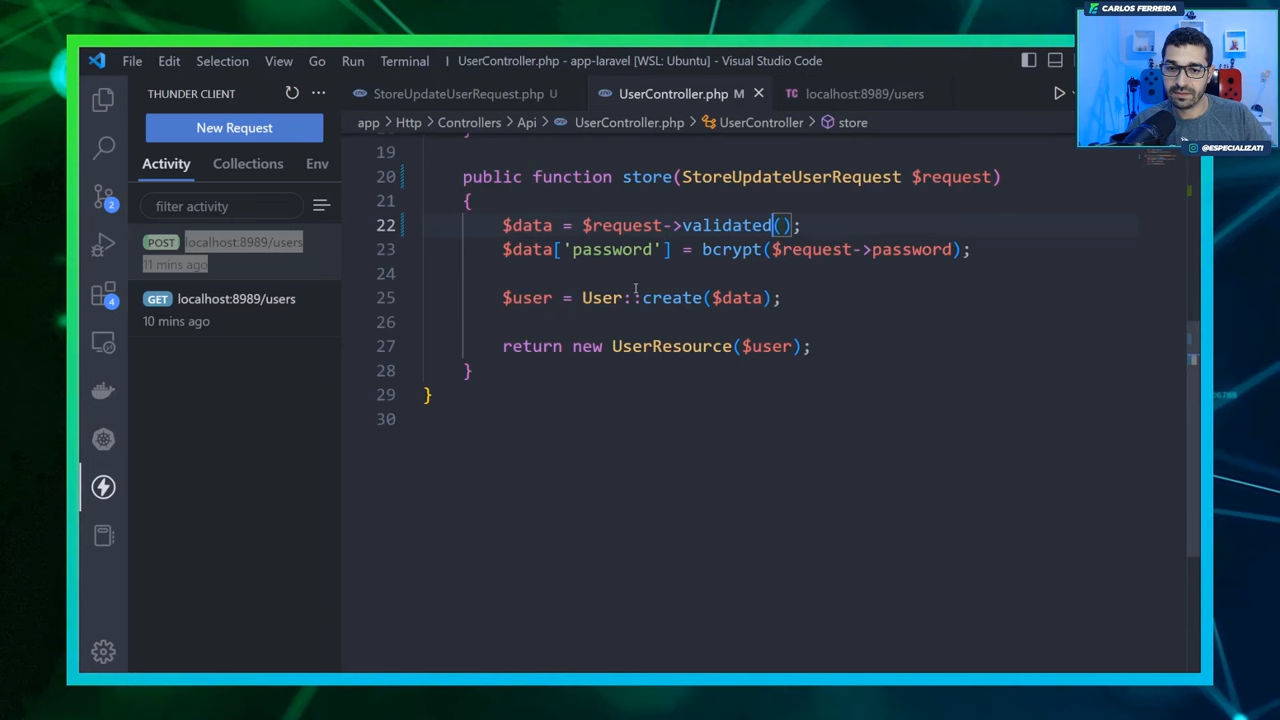 CARLOS FERREIRA
@ESPECIALIZATI
File Edit Selection View Go Run Terminal UserController.php - app-laravel [WSL: Ubuntu] - Visual Studio Code
THUNDER CLIENT
New Request
Activity Collections Env
filter activity
POST localhost:8989/users
11 mins ago
GET localhost:8989/users
10 mins ago
2
4
StoreUpdateUserRequest.php U UserController.php M localhost:8989/users
TC
app > Http > Controllers > Api > UserController.php > UserController > store
19
20 public function store(StoreUpdateUserRequest $request)
21 {
22 $data = $request->validated();
23 $data['password'] = bcrypt($request->password);
24
25 $user = User::create($data);
26
27 return new UserResource($user);
28 }
29 }
30